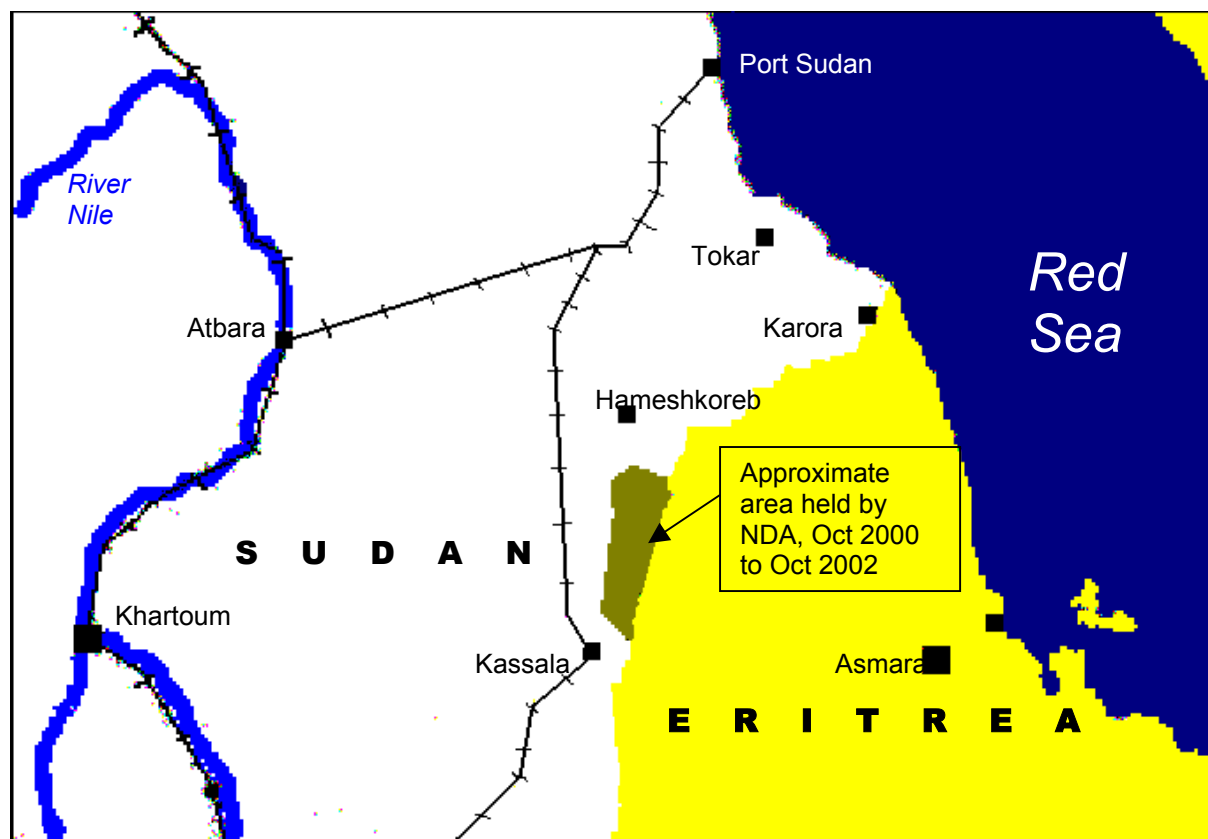 Port Sudan
River
Nile
Tokar
Red
Sea
Atbara
Karora
Hameshkoreb
Approximate
area held by
NDA, Oct 2000
to Oct 2002
S U D A N
Khartoum
Kassala
Asmara
E R I T R E A